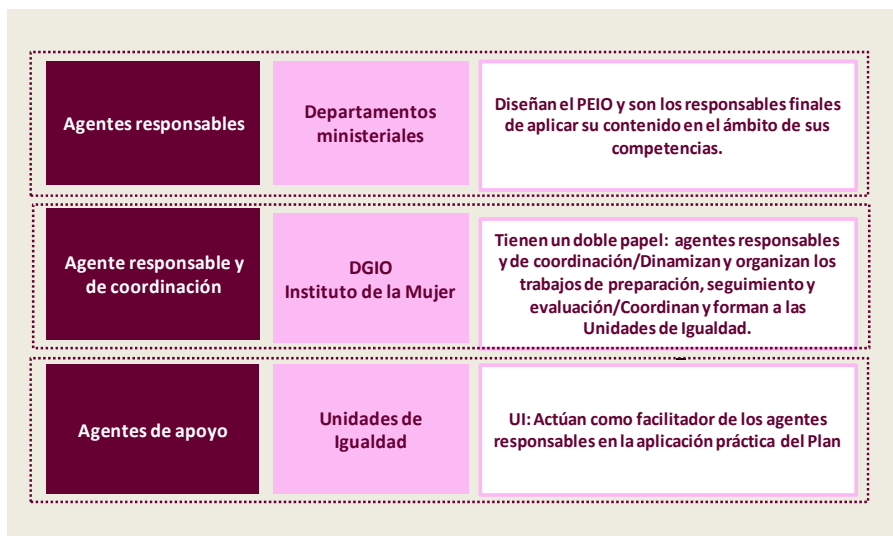 Agentes responsables
Departamentos
ministeriales
Diseñan el PEIO y son los responsables finales
de aplicar su contenido en el ámbito de sus
competencias.
Agente responsable y
de coordinación
DGIO
Instituto de la Mujer
Tienen un doble papel: agentes responsables
y de coordinación/Dinamizan y organizan los
trabajos de preparación, seguimiento y
evaluación/Coordinan y forman a las
Unidades de Igualdad.
Agentes de apoyo
Unidades de
Igualdad
UI: Actúan como facilitador de los agentes
responsables en la aplicación práctica del Plan